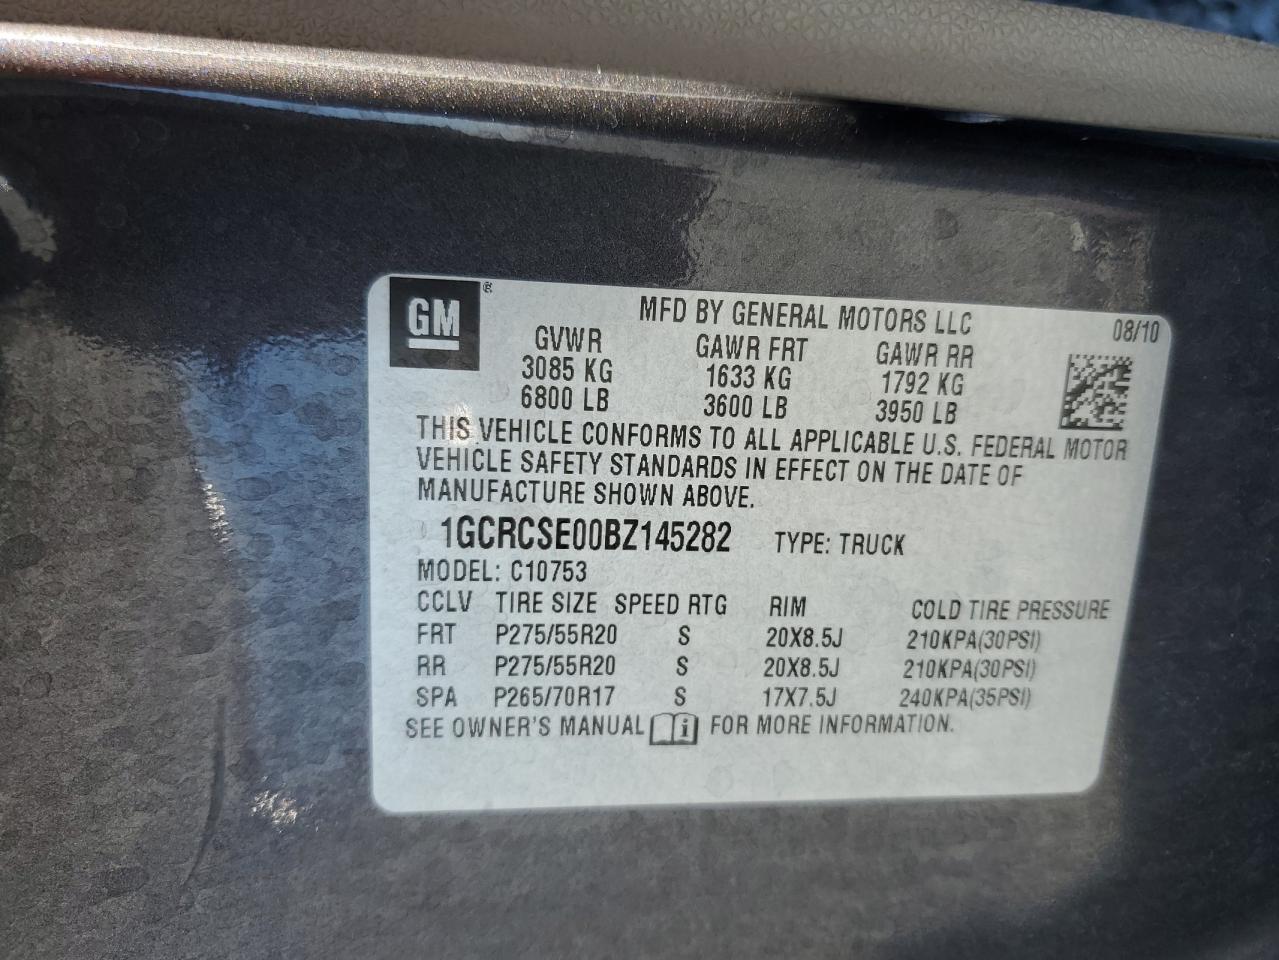 GM®
MFD BY GENERAL MOTORS LLC 08/10
GVWR GAWR FRT GAWR RR
3085 KG 1633 KG 1792 KG
6800 LB 3600 LB 3950 LB
THIS VEHICLE CONFORMS TO ALL APPLICABLE U.S. FEDERAL MOTOR
VEHICLE SAFETY STANDARDS IN EFFECT ON THE DATE OF
MANUFACTURE SHOWN ABOVE.
1GCRCSE00BZ145282 TYPE: TRUCK
MODEL: C10753
CCLV TIRE SIZE SPEED RTG RIM COLD TIRE PRESSURE
FRT P275/55R20 S 20X8.5J 210KPA(30PSI)
RR P275/55R20 S 20X8.5J 210KPA(30PSI)
SPA P265/70R17 S 17X7.5J 240KPA(35PSI)
SEE OWNER'S MANUAL i FOR MORE INFORMATION.